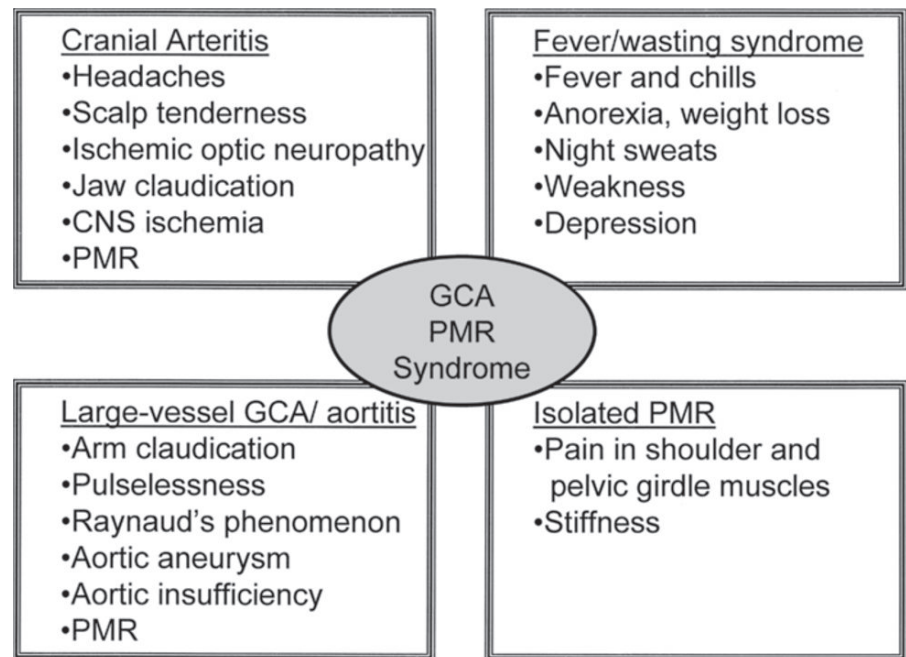 Cranial Arteritis
•Headaches
•Scalp tenderness
•Ischemic optic neuropathy
•Jaw claudication
•CNS ischemia
•PMR
Fever/wasting syndrome
•Fever and chills
•Anorexia, weight loss
•Night sweats
•Weakness
•Depression
GCA
PMR
Syndrome
Large-vessel GCA/ aortitis
•Arm claudication
•Pulselessness
•Raynaud's phenomenon
•Aortic aneurysm
•Aortic insufficiency
•PMR
Isolated PMR
•Pain in shoulder and
pelvic girdle muscles
•Stiffness